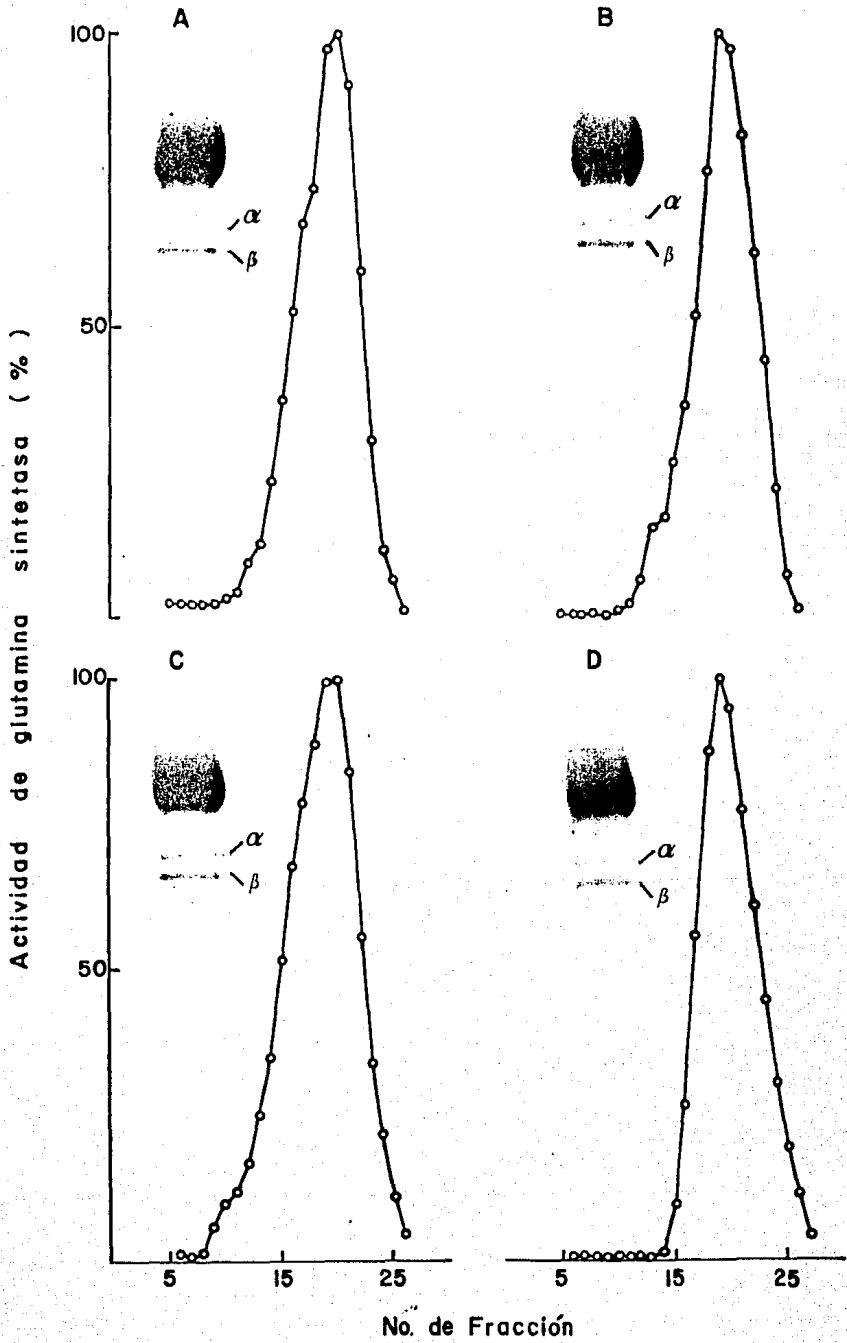 A B
100
α
β
α
β
50
C D
100
α
β
α
β
50
5 15 25 5 15 25
No. de Fracción
Actividad de glutamina sintetasa ( % )